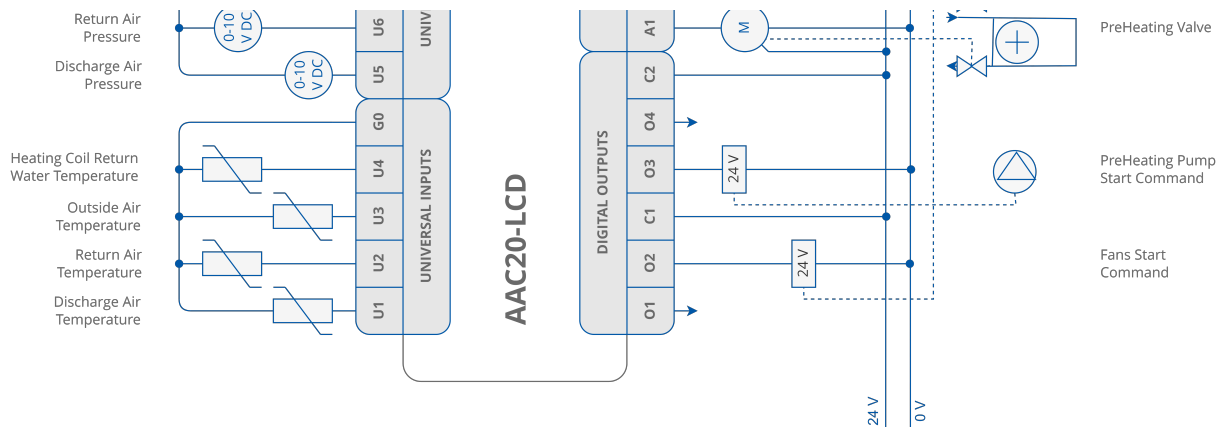 Return Air
Pressure
0-10
V DC
U6
UNIV
A1
M
PreHeating Valve
Discharge Air
Pressure
0-10
V DC
U5
C2
G0
O4
Heating Coil Return
Water Temperature
U4
O3
24 V
PreHeating Pump
Start Command
Outside Air
Temperature
U3
UNIVERSAL INPUTS
AAC20-LCD
DIGITAL OUTPUTS
C1
Return Air
Temperature
U2
O2
24 V
Fans Start
Command
Discharge Air
Temperature
U1
O1
24 V
0 V